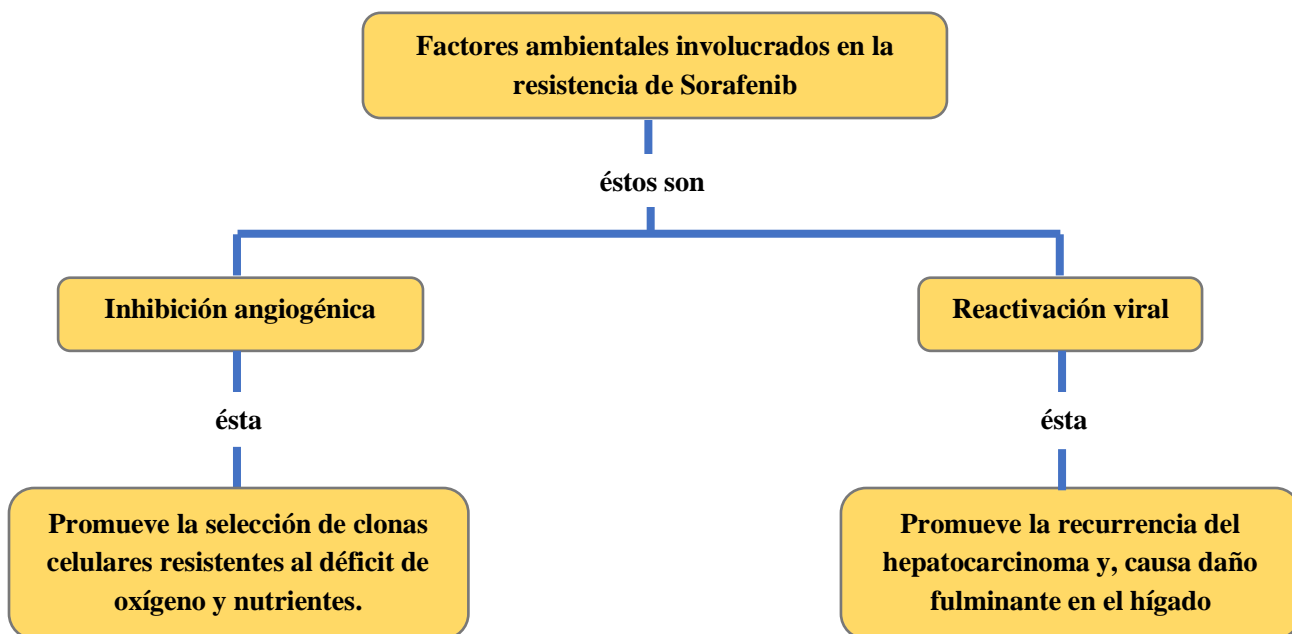 Factores ambientales involucrados en la
resistencia de Sorafenib
éstos son
Inhibición angiogénica
Reactivación viral
ésta
ésta
Promueve la selección de clonas
celulares resistentes al déficit de
oxígeno y nutrientes.
Promueve la recurrencia del
hepatocarcinoma y, causa daño
fulminante en el hígado